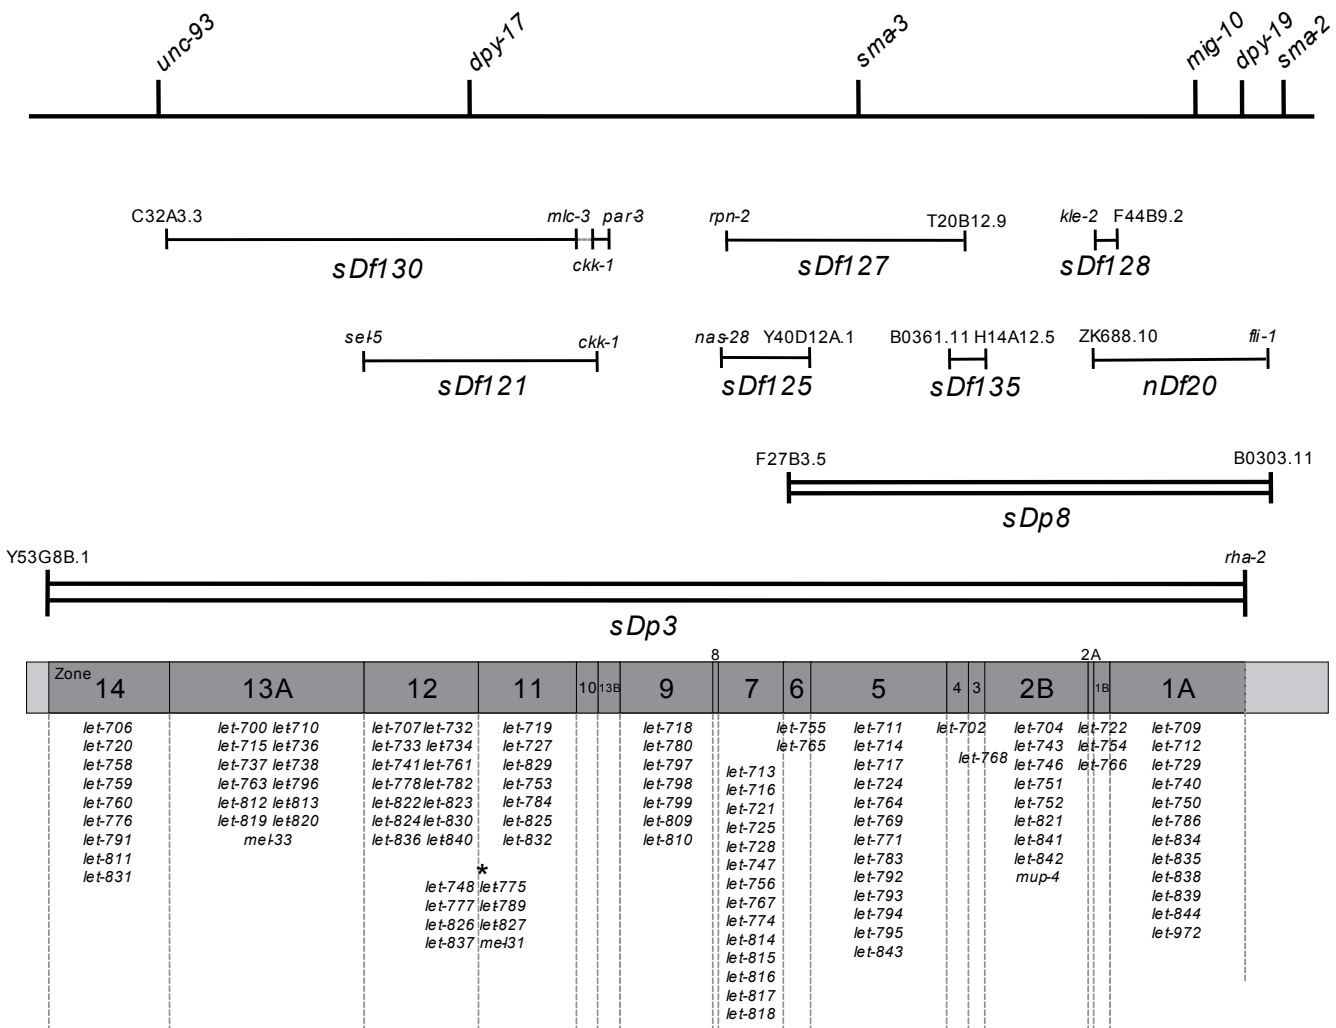 unc-93 dpy-17 sma-3 mig-10 dpy-19 sma-2
C32A3.3 mlc-3 par-3 rpn-2 T20B12.9 kle-2 F44B9.2
ckk-1
sDf130 sDf127 sDf128
sel-5 ckk-1 nas-28 Y40D12A.1 B0361.11 H14A12.5 ZK688.10 fli-1
sDf121 sDf125 sDf135 nDf20
F27B3.5 B0303.11
sDp8
Y53G8B.1 rha-2
sDp3
8 2A
Zone 14 13A 12 11 10 13B 9 7 6 5 4 3 2B 1B 1A
let-706
let-720
let-758
let-759
let-760
let-776
let-791
let-811
let-831
let-700 let-710
let-715 let-736
let-737 let-738
let-763 let-796
let-812 let-813
let-819 let-820
mel-33
let-707 let-732
let-733 let-734
let-741 let-761
let-778 let-782
let-822 let-823
let-824 let-830
let-836 let-840
let-719
let-727
let-829
let-753
let-784
let-825
let-832
*
let-748 let-775
let-777 let-789
let-826 let-827
let-837 mel-31
let-718
let-780
let-797
let-798
let-799
let-809
let-810
let-713
let-716
let-721
let-725
let-728
let-747
let-756
let-767
let-774
let-814
let-815
let-816
let-817
let-818
let-755
let-765
let-711
let-714
let-717
let-724
let-764
let-769
let-771
let-783
let-792
let-793
let-794
let-795
let-843
let-702
let-768
let-704
let-743
let-746
let-751
let-752
let-821
let-841
let-842
mup-4
let-722
let-754
let-766
let-709
let-712
let-729
let-740
let-750
let-786
let-834
let-835
let-838
let-839
let-844
let-972